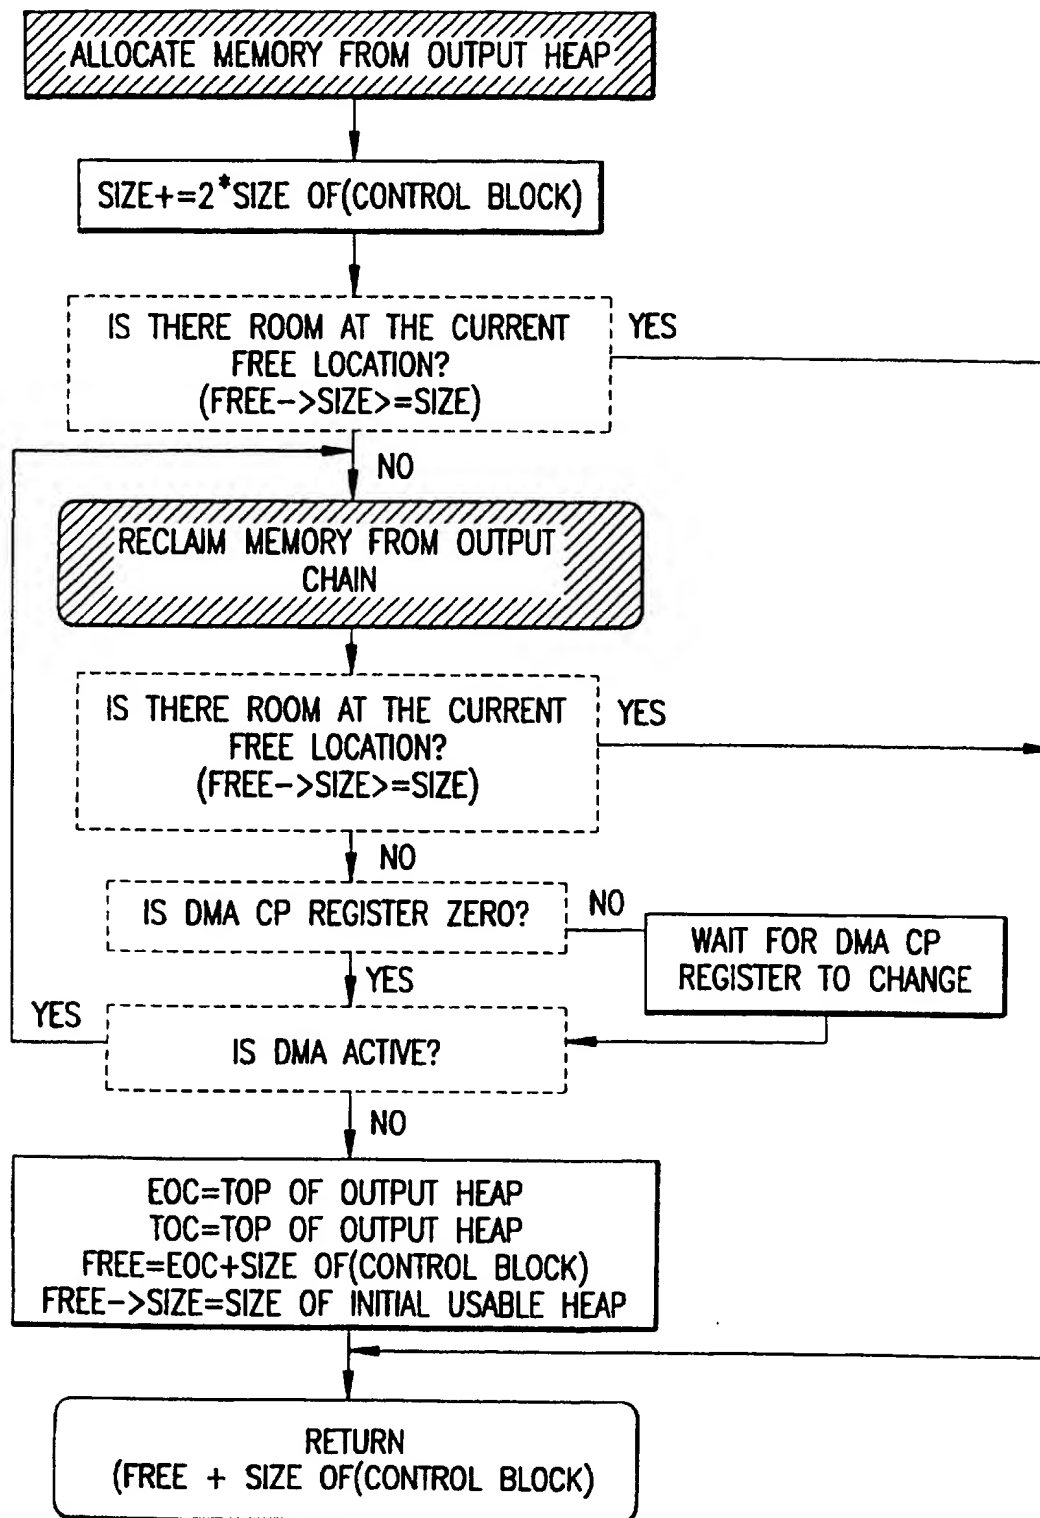 ALLOCATE MEMORY FROM OUTPUT HEAP
SIZE+=2*SIZE OF(CONTROL BLOCK)
IS THERE ROOM AT THE CURRENT
FREE LOCATION?
(FREE->SIZE>=SIZE)
YES
NO
RECLAIM MEMORY FROM OUTPUT
CHAIN
IS THERE ROOM AT THE CURRENT
FREE LOCATION?
(FREE->SIZE>=SIZE)
YES
NO
IS DMA CP REGISTER ZERO?
NO
WAIT FOR DMA CP
REGISTER TO CHANGE
YES
YES
IS DMA ACTIVE?
NO
EOC=TOP OF OUTPUT HEAP
TOC=TOP OF OUTPUT HEAP
FREE=EOC+SIZE OF(CONTROL BLOCK)
FREE->SIZE=SIZE OF INITIAL USABLE HEAP
RETURN
(FREE + SIZE OF(CONTROL BLOCK)